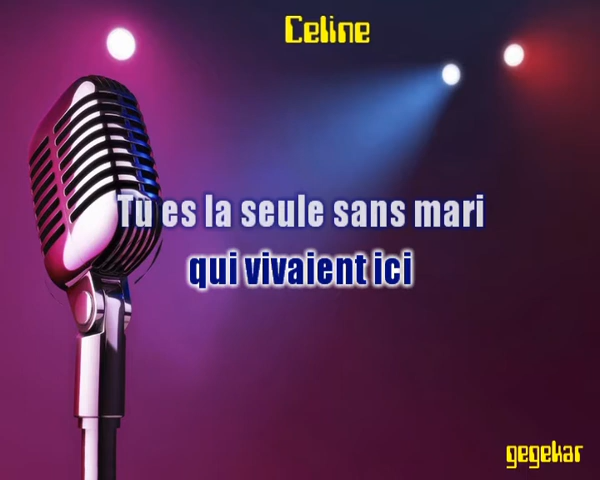 Celine
Tu es la seule sans mari
qui vivaient ici
gegekar